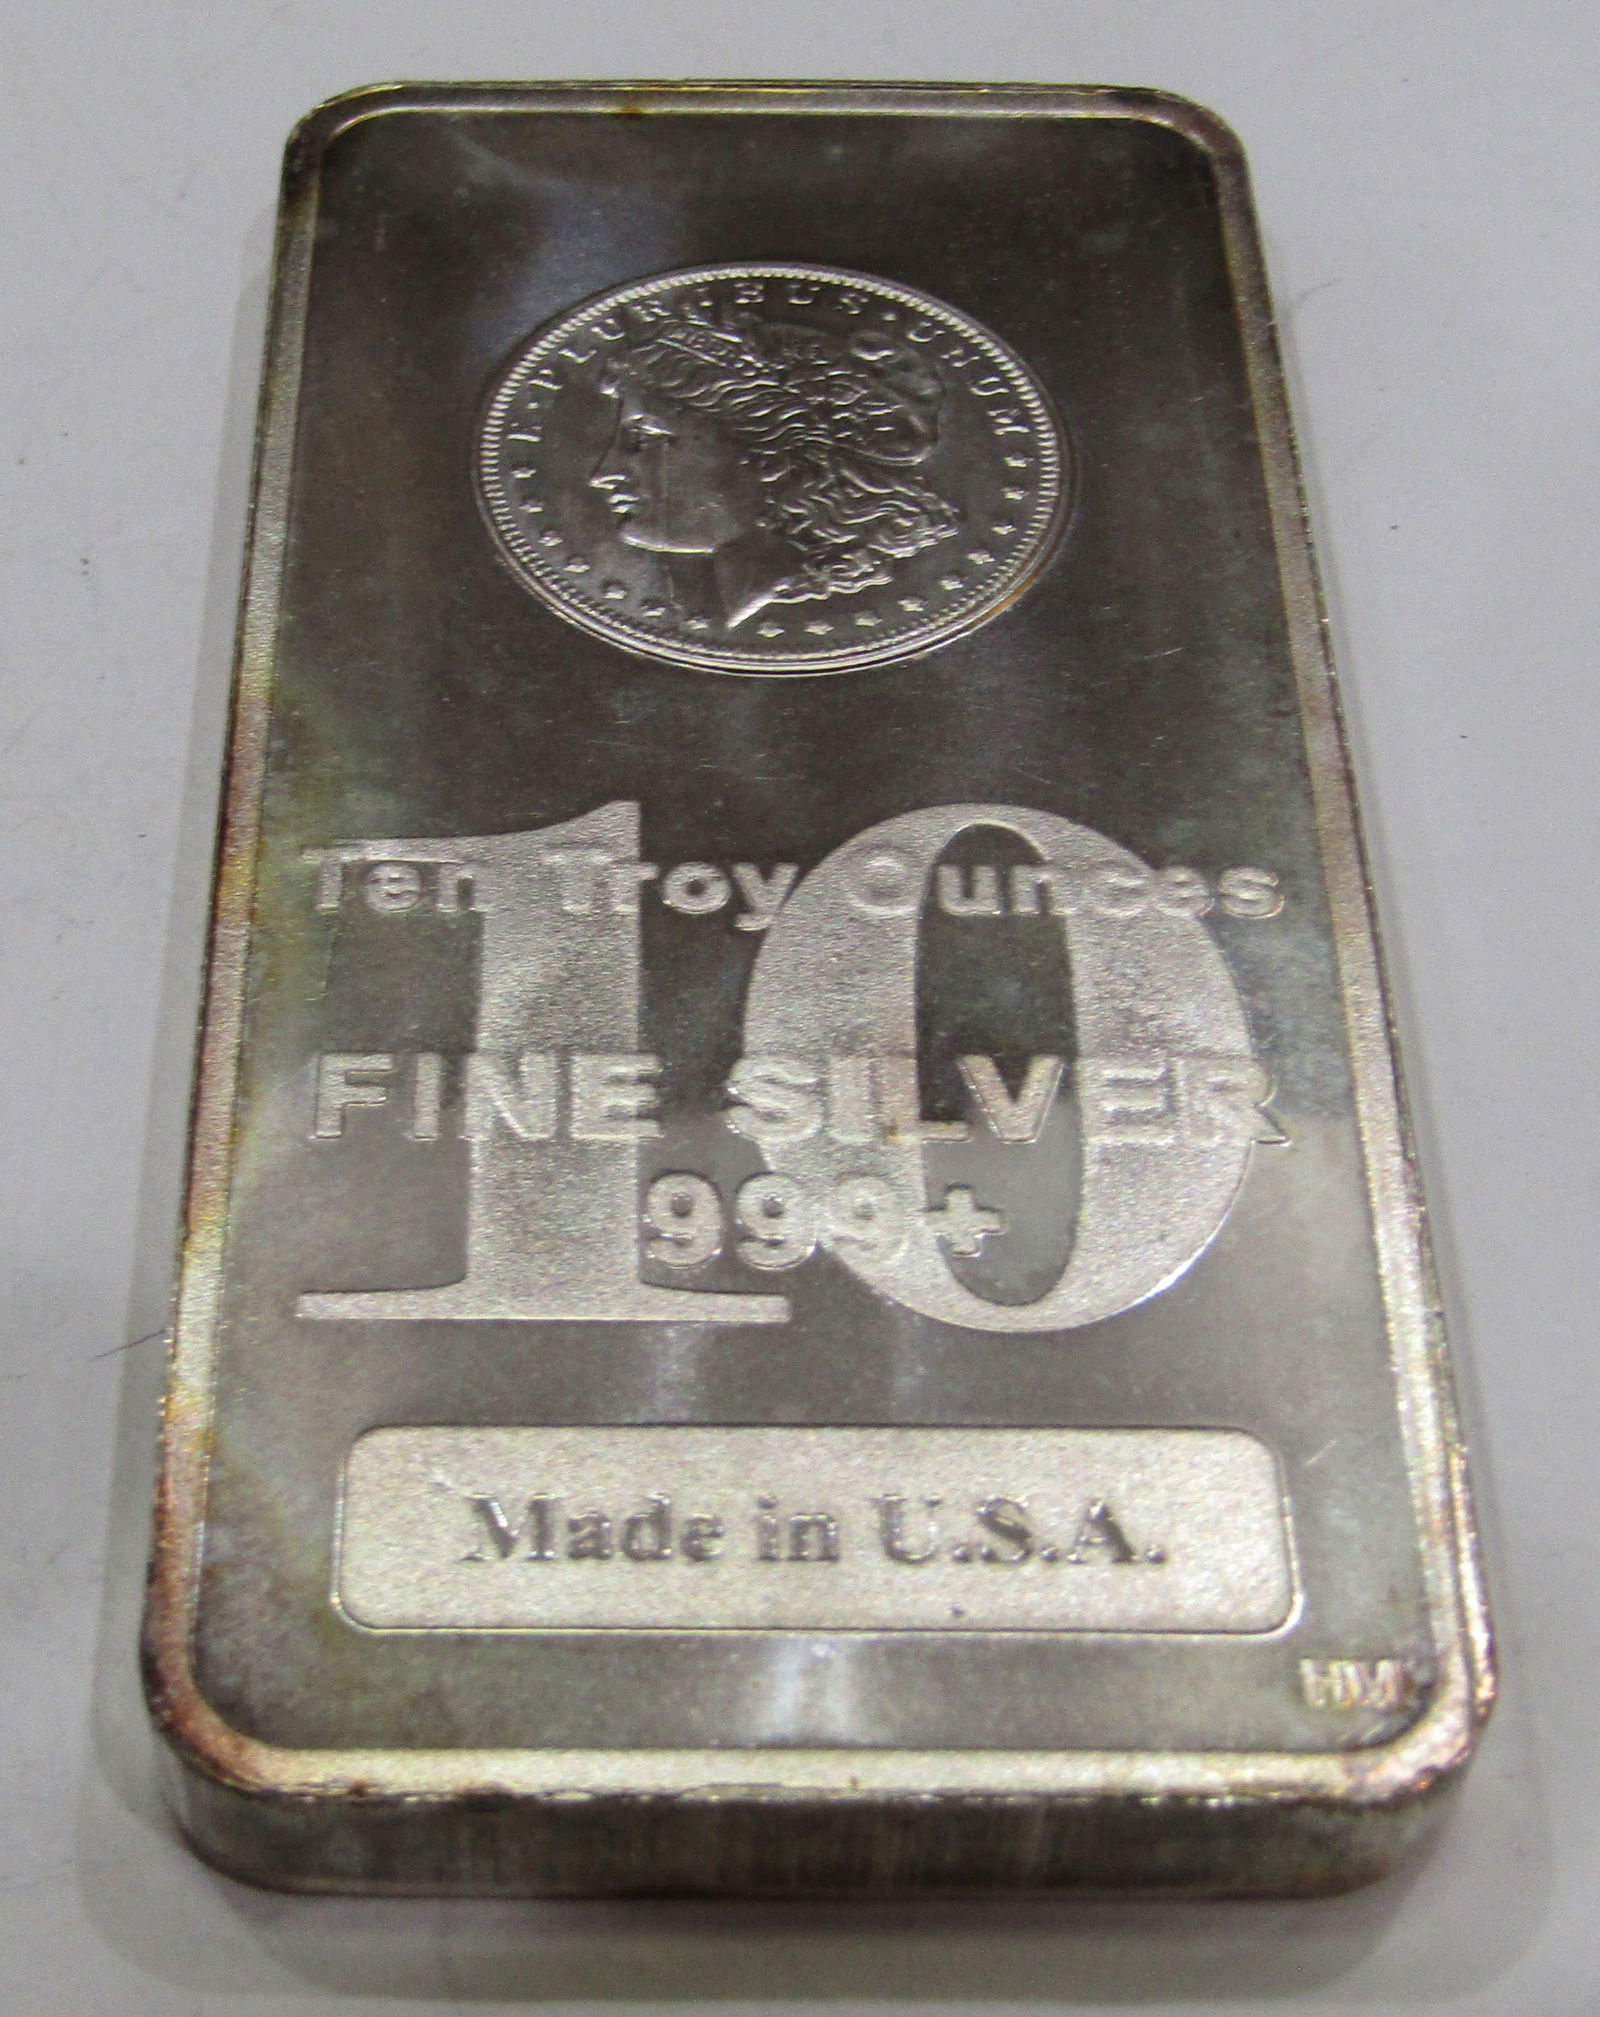 E·PLURIBUS·UNUM
10
Ten Troy Ounces
FINE SILVER
999+
Made in U.S.A.
HM